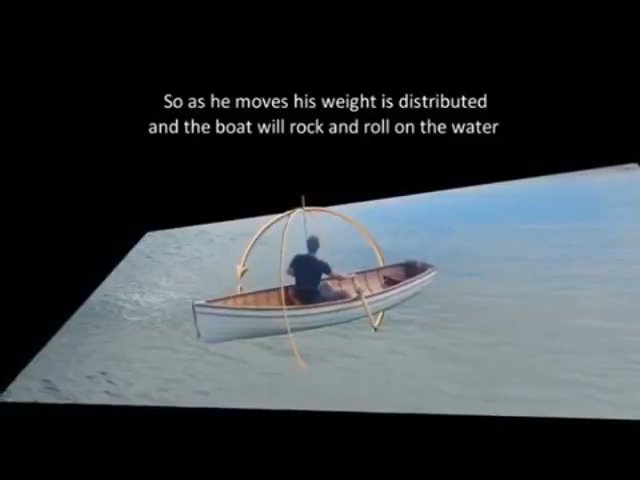 So as he moves his weight is distributed
and the boat will rock and roll on the water